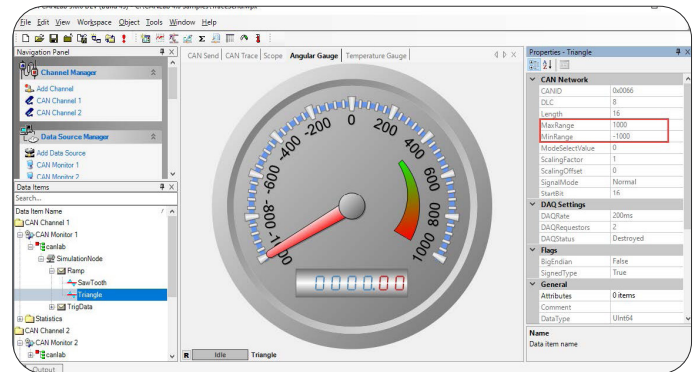 File Edit View Workspace Object Tools Window Help
Navigation Panel
Channel Manager
Add Channel
CAN Channel 1
CAN Channel 2
Data Source Manager
Add Data Source
CAN Monitor 1
CAN Monitor 2
Data Items
Search...
Data Item Name /
CAN Channel 1
CAN Monitor 1
canlab
SimulationNode
Ramp
SawTooth
Triangle
TrigData
Statistics
CAN Channel 2
CAN Monitor 2
canlab
Output
CAN Send CAN Trace Scope Angular Gauge Temperature Gauge
-1000 -800 -600 -400 -200 0 200 400 600 800 1000
0000.00
R Idle Triangle
Properties - Triangle
CAN Network
CANID 0x0066
DLC 8
Length 16
MaxRange 1000
MinRange -1000
ModeSelectValue 0
ScalingFactor 1
ScalingOffset 0
SignalMode Normal
StartBit 16
DAQ Settings
DAQRate 200ms
DAQRequestors 2
DAQStatus Destroyed
Flags
BigEndian False
SignedType True
General
Attributes 0 items
Comment
DataType UInt64
Name
Data item name